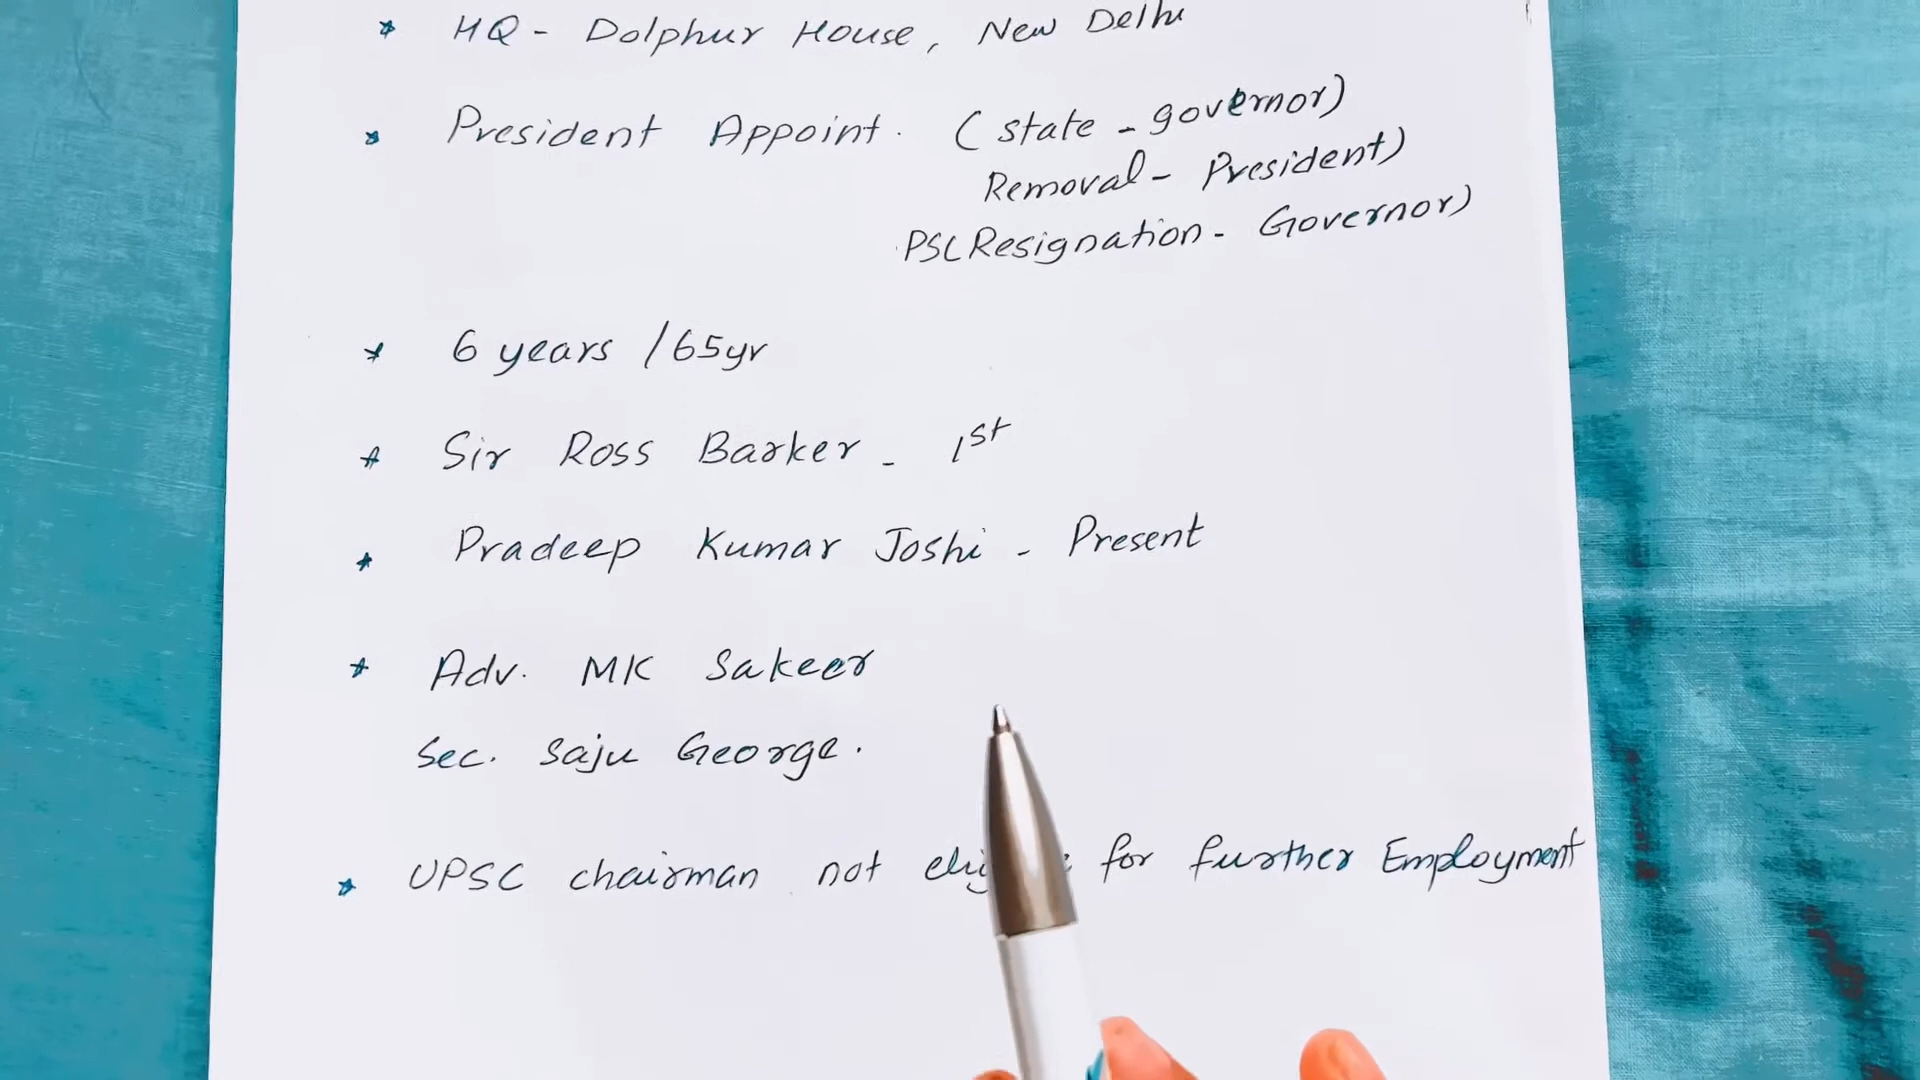 * HQ - Dolphur House, New Delhi
* President Appoint. (state - governor)
Removal - President)
PSC Resignation - Governor)
* 6 years /65yr
* Sir Ross Barker - 1st
* Pradeep Kumar Joshi - Present
* Adv. MK Sakeer
Sec. Saju George.
* UPSC chairman not for further Employment